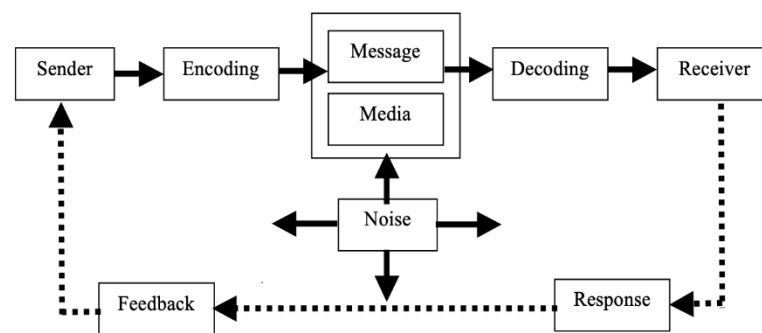 Sender
Encoding
Message
Media
Decoding
Receiver
Noise
Feedback
Response